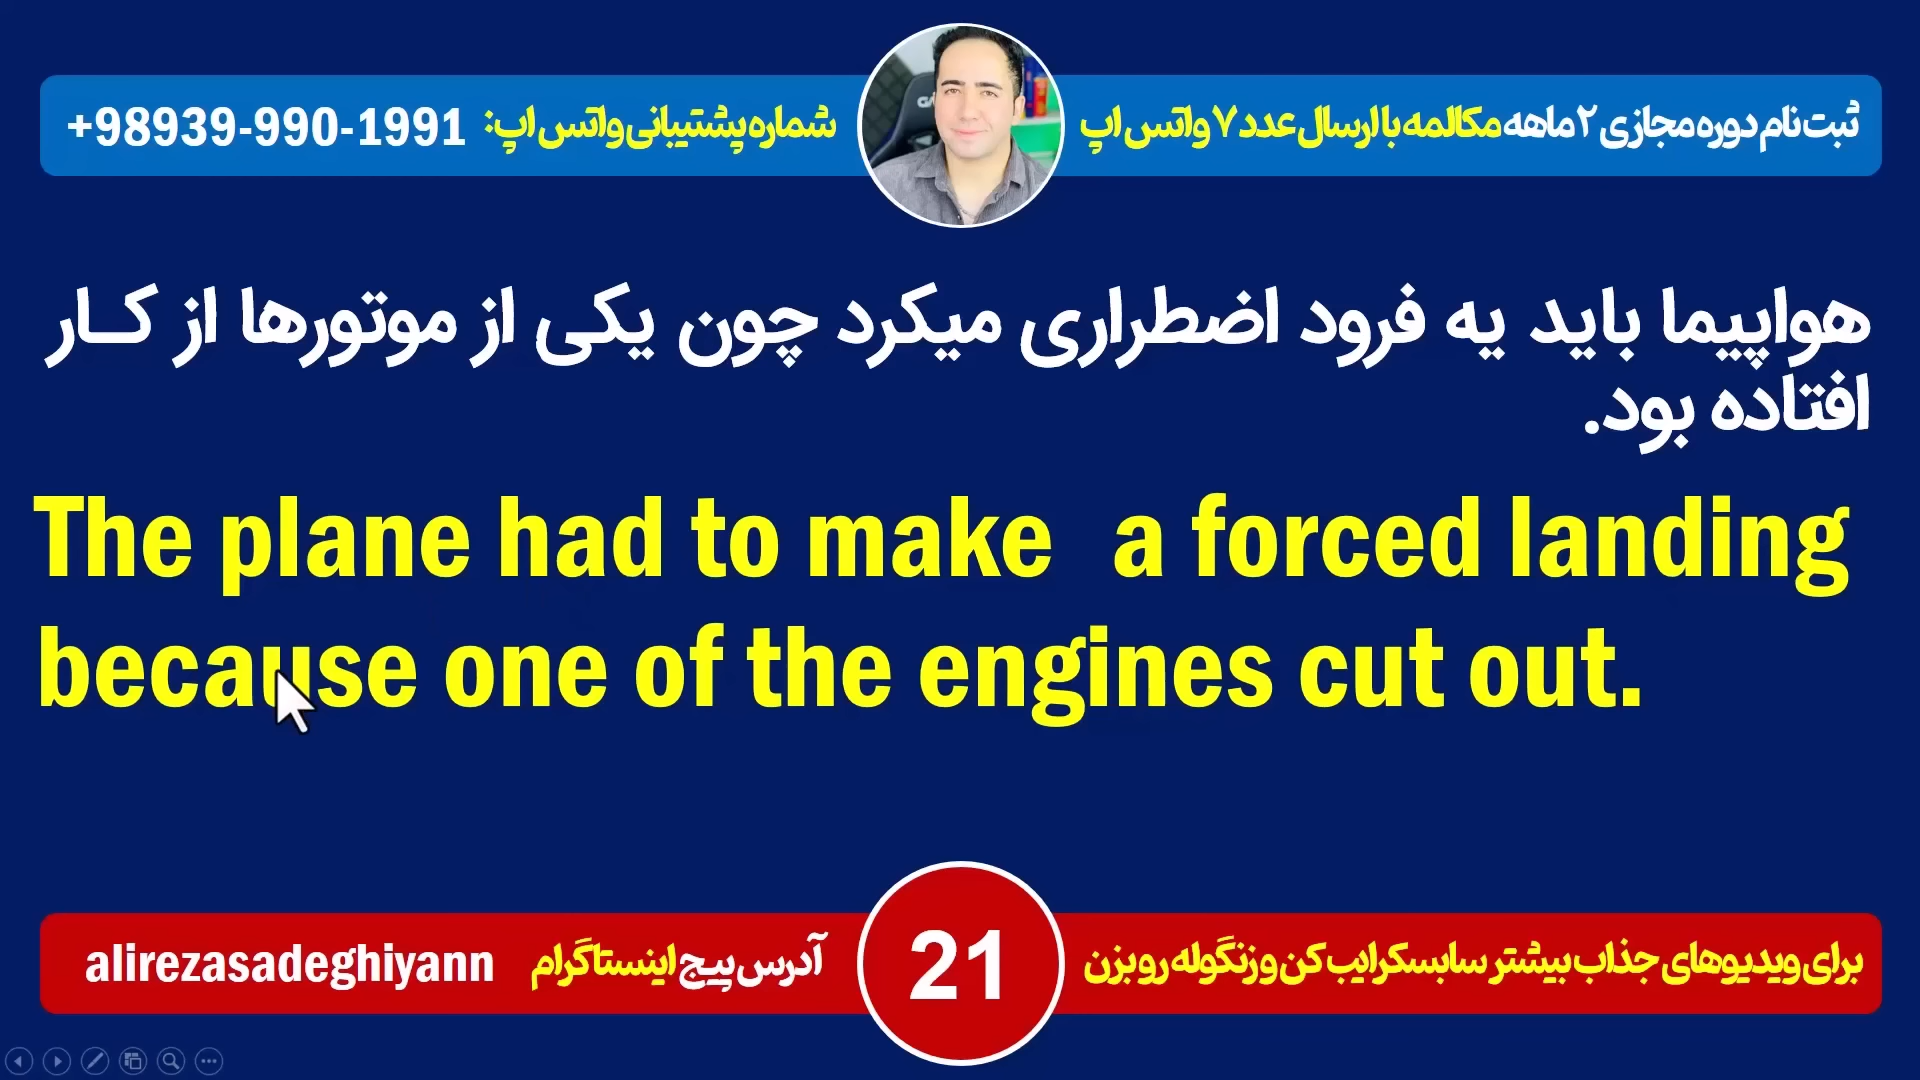 ثبت نام دوره مجازی ۲ ماهه مکالمه با ارسال عدد ۷ واتس اپ
شماره پشتیبانی واتس اپ: +98939-990-1991
هواپیما باید یه فرود اضطراری میکرد چون یکی از موتورها از کار
افتاده بود.
The plane had to make a forced landing
because one of the engines cut out.
برای ویدیوهای جذاب بیشتر سابسکرایب کن و زنگوله رو بزن
21
آدرس پیج اینستاگرام alirezasadeghiyann